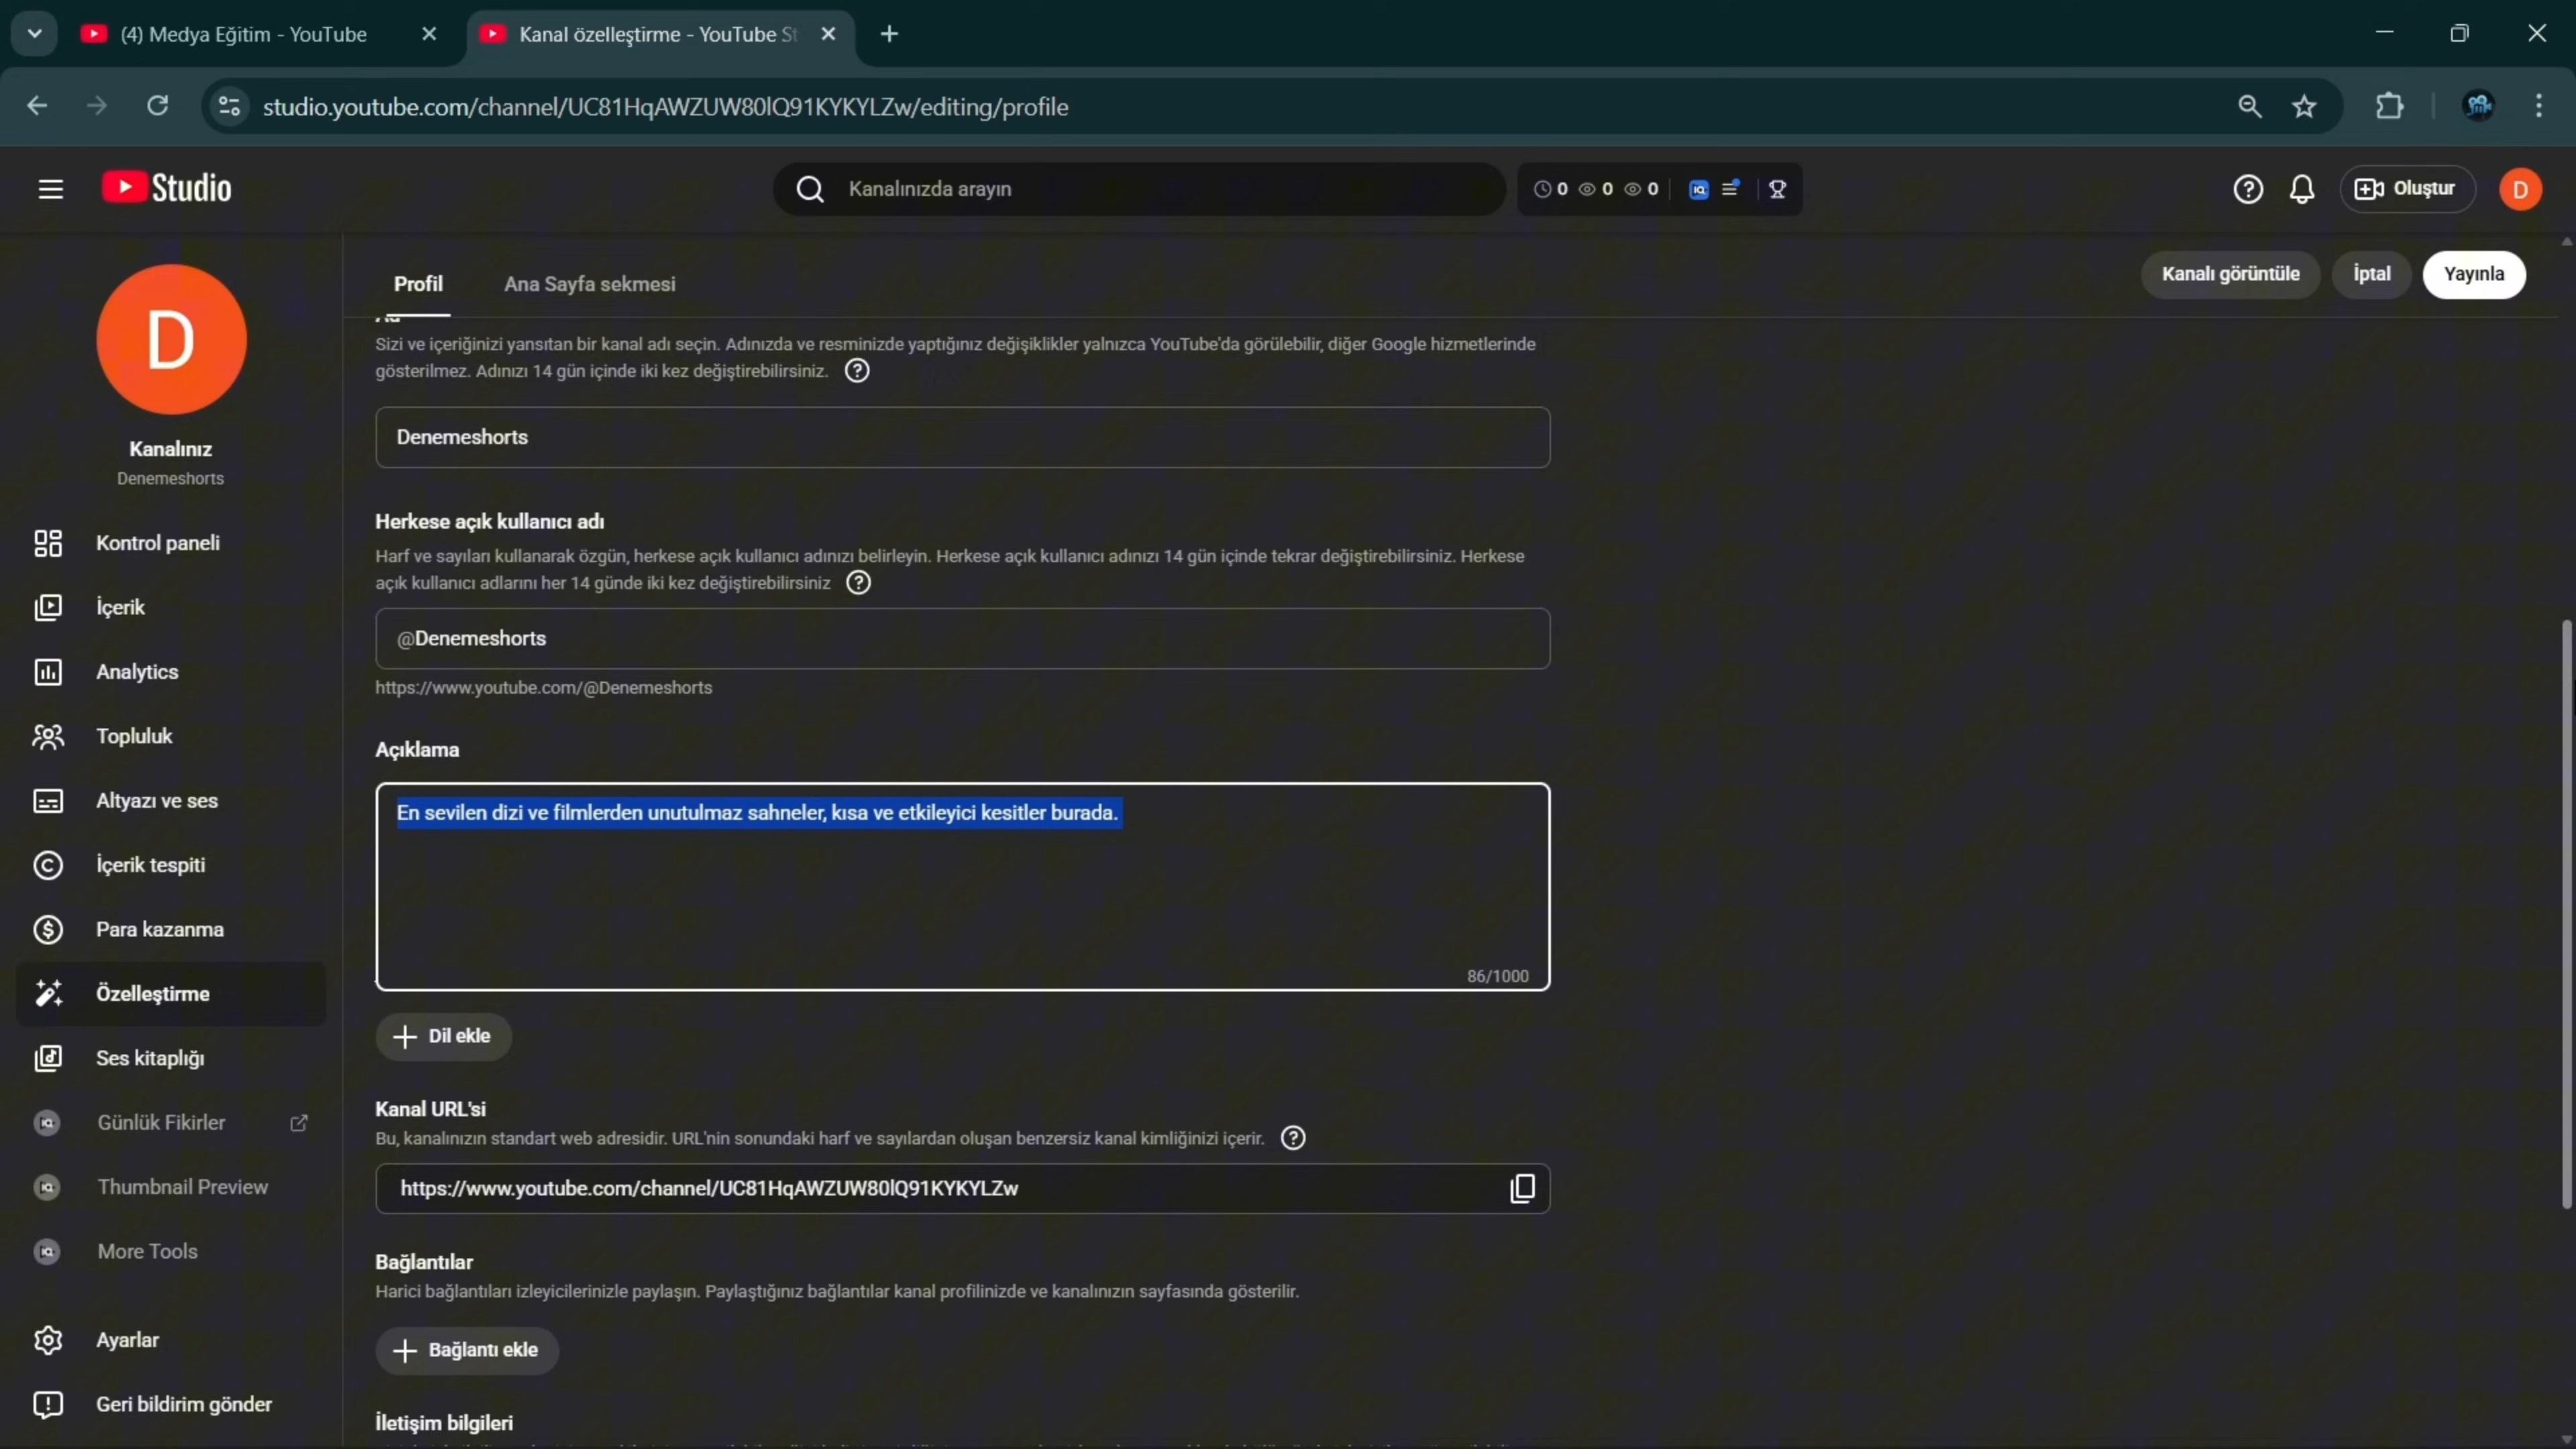 (4) Medya Eğitim - YouTube
Kanal özelleştirme - YouTube St
studio.youtube.com/channel/UC81HqAWZUW80lQ91KYKYLZw/editing/profile
Studio
Kanalınızda arayın
0 0 0
Oluştur
D
D
Kanalınız
Denemeshorts
Kontrol paneli
İçerik
Analytics
Topluluk
Altyazı ve ses
İçerik tespiti
Para kazanma
Özelleştirme
Ses kitaplığı
Günlük Fikirler
Thumbnail Preview
More Tools
Ayarlar
Geri bildirim gönder
Profil
Ana Sayfa sekmesi
Kanalı görüntüle
İptal
Yayınla
Sizi ve içeriğinizi yansıtan bir kanal adı seçin. Adınızda ve resminizde yaptığınız değişiklikler yalnızca YouTube'da görülebilir, diğer Google hizmetlerinde
gösterilmez. Adınızı 14 gün içinde iki kez değiştirebilirsiniz.
Denemeshorts
Herkese açık kullanıcı adı
Harf ve sayıları kullanarak özgün, herkese açık kullanıcı adınızı belirleyin. Herkese açık kullanıcı adınızı 14 gün içinde tekrar değiştirebilirsiniz. Herkese
açık kullanıcı adlarını her 14 günde iki kez değiştirebilirsiniz
@Denemeshorts
https://www.youtube.com/@Denemeshorts
Açıklama
En sevilen dizi ve filmlerden unutulmaz sahneler, kısa ve etkileyici kesitler burada.
86/1000
Dil ekle
Kanal URL'si
Bu, kanalınızın standart web adresidir. URL'nin sonundaki harf ve sayılardan oluşan benzersiz kanal kimliğinizi içerir.
https://www.youtube.com/channel/UC81HqAWZUW80lQ91KYKYLZw
Bağlantılar
Harici bağlantıları izleyicilerinizle paylaşın. Paylaştığınız bağlantılar kanal profilinizde ve kanalınızın sayfasında gösterilir.
Bağlantı ekle
İletişim bilgileri